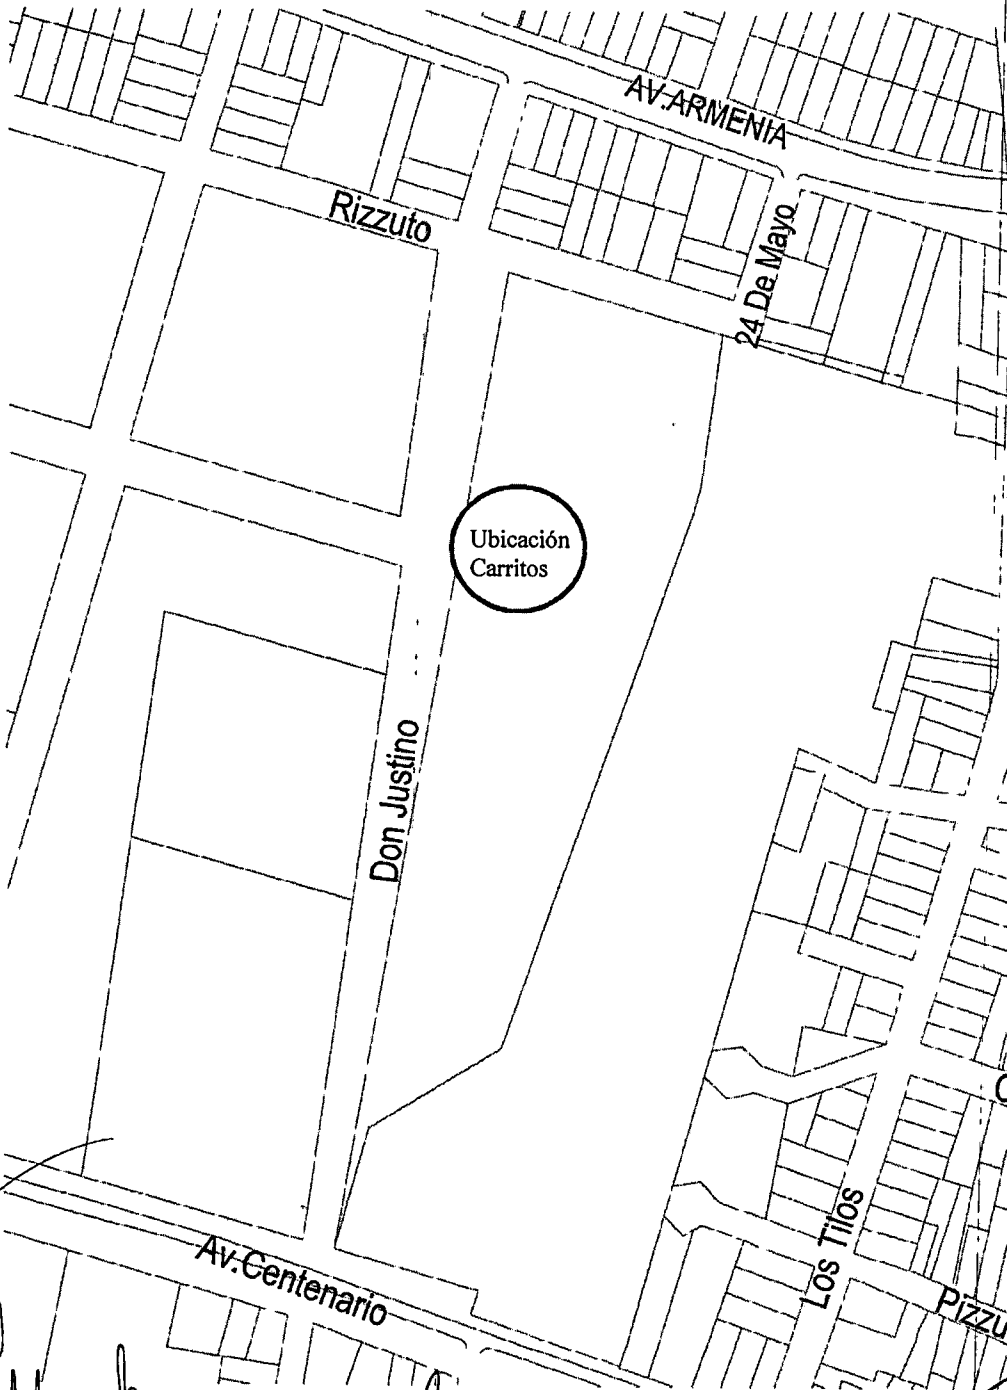 AV.ARMENIA
Rizzuto
24 De Mayo
Ubicación
Carritos
Don Justino
Los Tilos
Av.Centenario